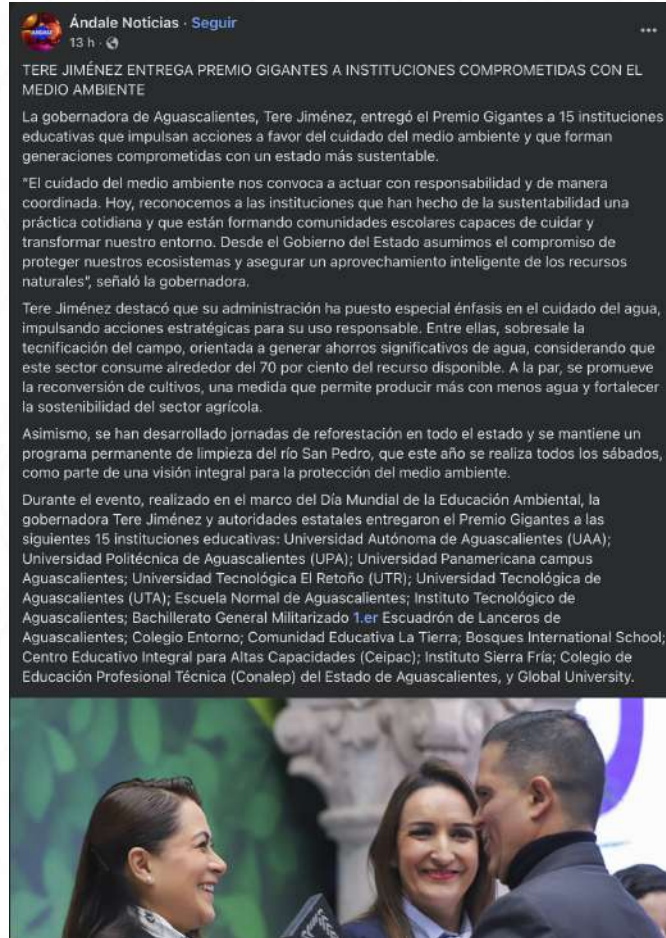 Ándale Noticias · Seguir
13 h ·
TERE JIMÉNEZ ENTREGA PREMIO GIGANTES A INSTITUCIONES COMPROMETIDAS CON EL
MEDIO AMBIENTE
La gobernadora de Aguascalientes, Tere Jiménez, entregó el Premio Gigantes a 15 instituciones
educativas que impulsan acciones a favor del cuidado del medio ambiente y que forman
generaciones comprometidas con un estado más sustentable.
"El cuidado del medio ambiente nos convoca a actuar con responsabilidad y de manera
coordinada. Hoy, reconocemos a las instituciones que han hecho de la sustentabilidad una
práctica cotidiana y que están formando comunidades escolares capaces de cuidar y
transformar nuestro entorno. Desde el Gobierno del Estado asumimos el compromiso de
proteger nuestros ecosistemas y asegurar un aprovechamiento inteligente de los recursos
naturales", señaló la gobernadora.
Tere Jiménez destacó que su administración ha puesto especial énfasis en el cuidado del agua,
impulsando acciones estratégicas para su uso responsable. Entre ellas, sobresale la
tecnificación del campo, orientada a generar ahorros significativos de agua, considerando que
este sector consume alrededor del 70 por ciento del recurso disponible. A la par, se promueve
la reconversión de cultivos, una medida que permite producir más con menos agua y fortalecer
la sostenibilidad del sector agrícola.
Asimismo, se han desarrollado jornadas de reforestación en todo el estado y se mantiene un
programa permanente de limpieza del río San Pedro, que este año se realiza todos los sábados,
como parte de una visión integral para la protección del medio ambiente.
Durante el evento, realizado en el marco del Día Mundial de la Educación Ambiental, la
gobernadora Tere Jiménez y autoridades estatales entregaron el Premio Gigantes a las
siguientes 15 instituciones educativas: Universidad Autónoma de Aguascalientes (UAA);
Universidad Politécnica de Aguascalientes (UPA); Universidad Panamericana campus
Aguascalientes; Universidad Tecnológica El Retoño (UTR); Universidad Tecnológica de
Aguascalientes (UTA); Escuela Normal de Aguascalientes; Instituto Tecnológico de
Aguascalientes; Bachillerato General Militarizado 1.er Escuadrón de Lanceros de
Aguascalientes; Colegio Entorno; Comunidad Educativa La Tierra; Bosques International School;
Centro Educativo Integral para Altas Capacidades (Ceipac); Instituto Sierra Fría; Colegio de
Educación Profesional Técnica (Conalep) del Estado de Aguascalientes, y Global University.